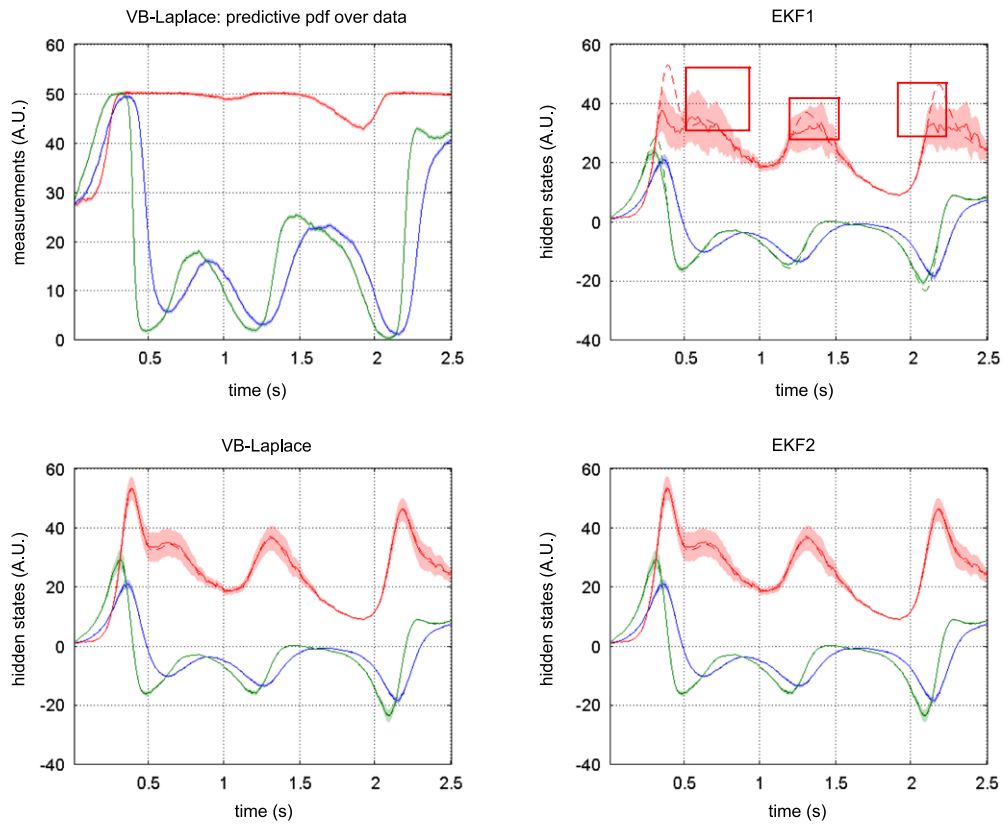 VB-Laplace: predictive pdf over data
measurements (A.U.)
60
50
40
30
20
10
0
0.5 1 1.5 2 2.5
time (s)
EKF1
hidden states (A.U.)
60
40
20
0
-20
-40
0.5 1 1.5 2 2.5
time (s)
VB-Laplace
hidden states (A.U.)
60
40
20
0
-20
-40
0.5 1 1.5 2 2.5
time (s)
EKF2
hidden states (A.U.)
60
40
20
0
-20
-40
0.5 1 1.5 2 2.5
time (s)